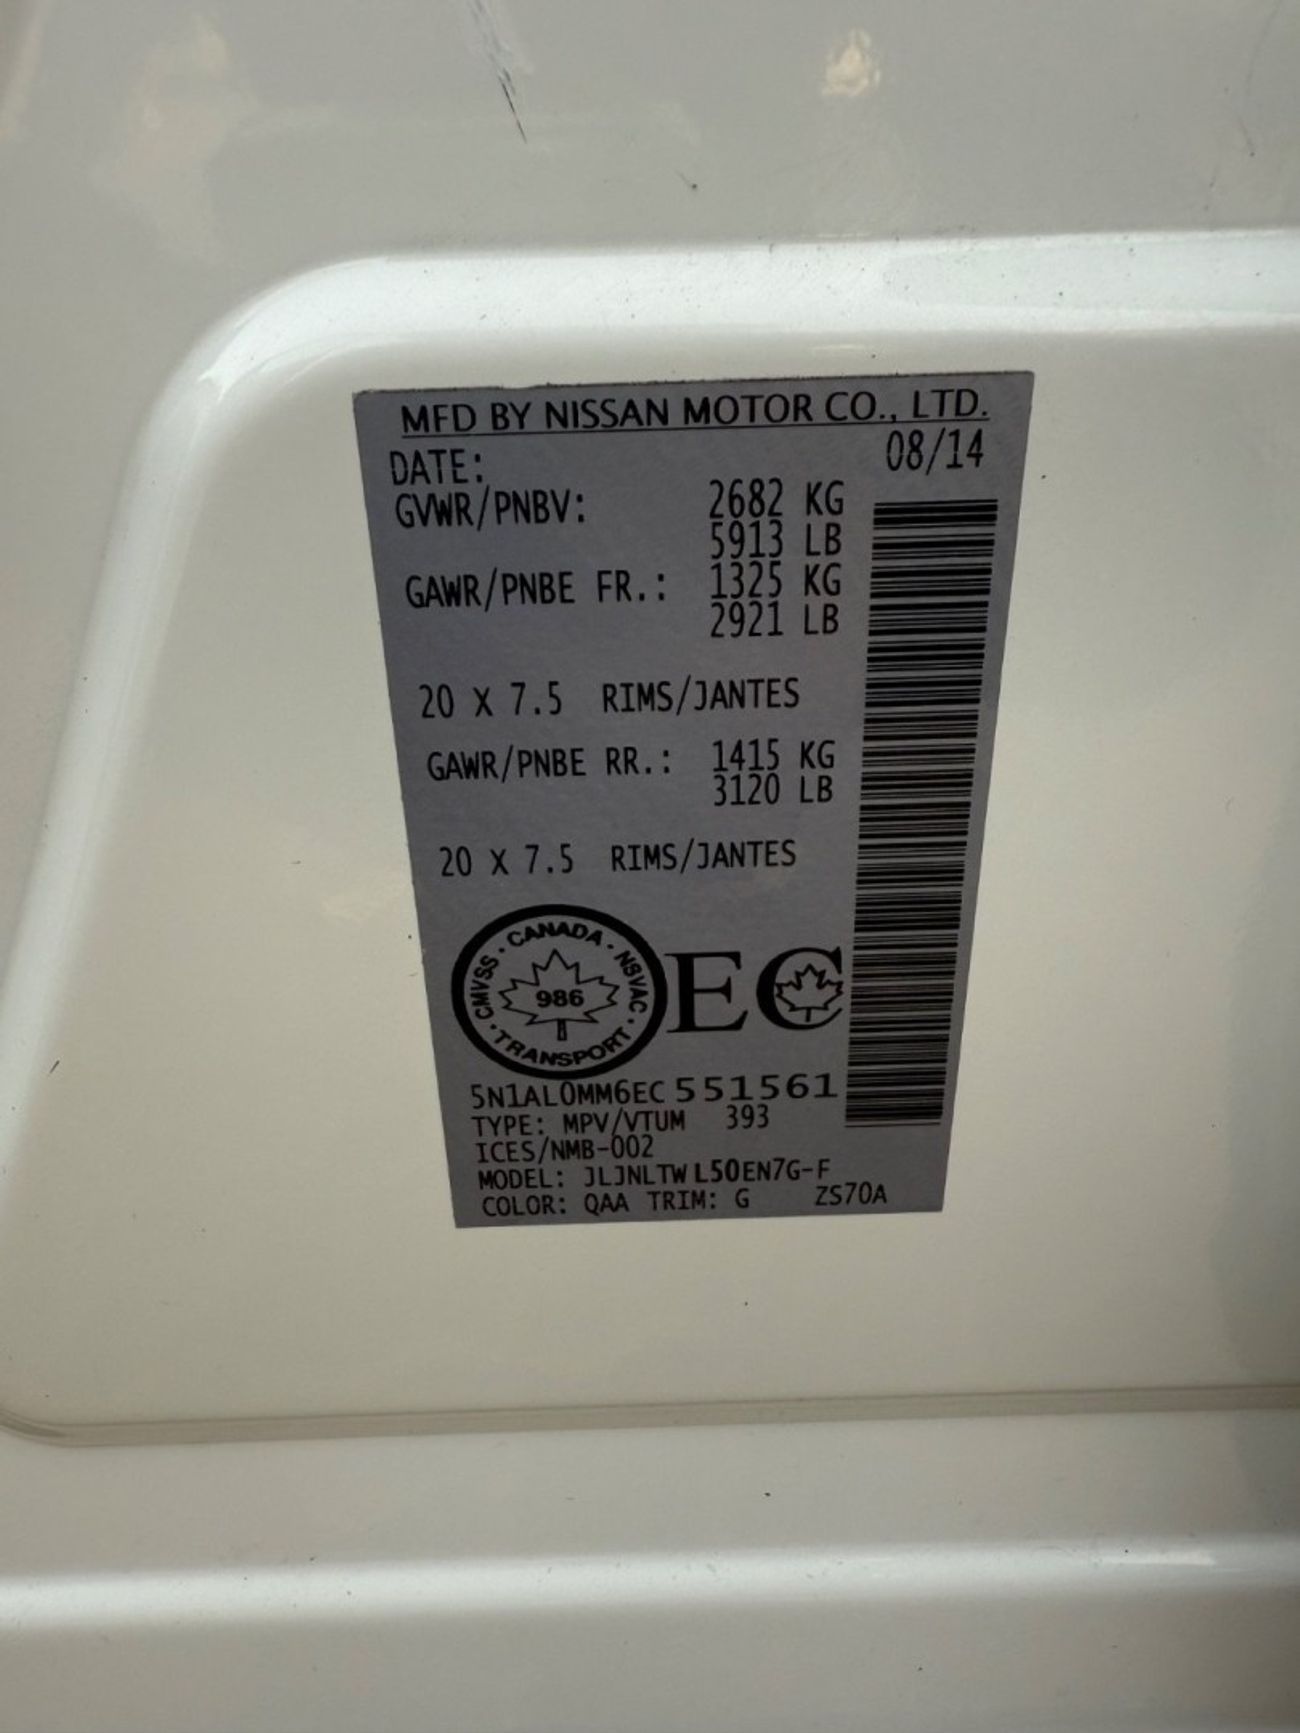 MFD BY NISSAN MOTOR CO., LTD.
DATE: 08/14
GVWR/PNBV: 2682 KG
5913 LB
GAWR/PNBE FR.: 1325 KG
2921 LB
20 X 7.5 RIMS/JANTES
GAWR/PNBE RR.: 1415 KG
3120 LB
20 X 7.5 RIMS/JANTES
CMVSS · CANADA · NSVAC · TRANSPORT ·
986
EC
5N1AL0MM6EC551561
TYPE: MPV/VTUM 393
ICES/NMB-002
MODEL: JLJNLTWL50EN7G-F
COLOR: QAA TRIM: G ZS70A